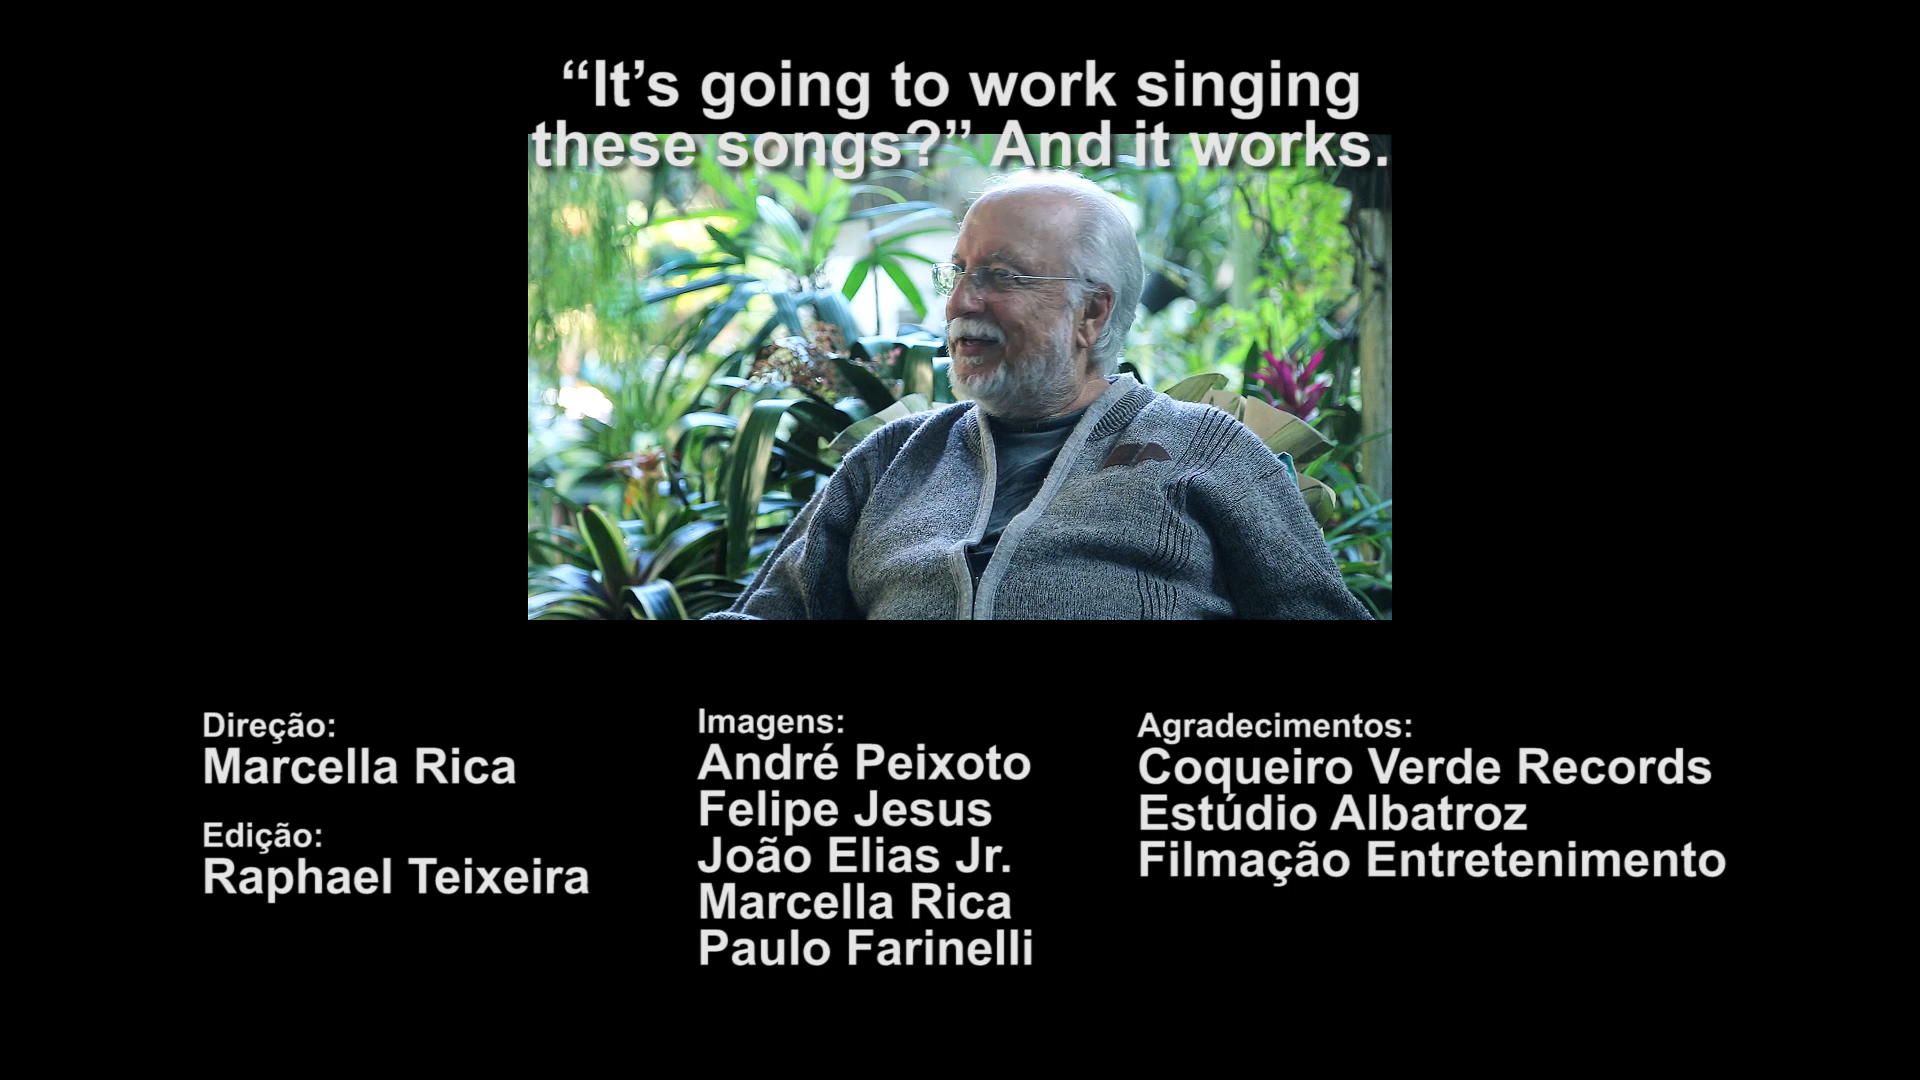 “It’s going to work singing
these songs?” And it works.
Direção:
Marcella Rica
Edição:
Raphael Teixeira
Imagens:
André Peixoto
Felipe Jesus
João Elias Jr.
Marcella Rica
Paulo Farinelli
Agradecimentos:
Coqueiro Verde Records
Estúdio Albatroz
Filmação Entretenimento